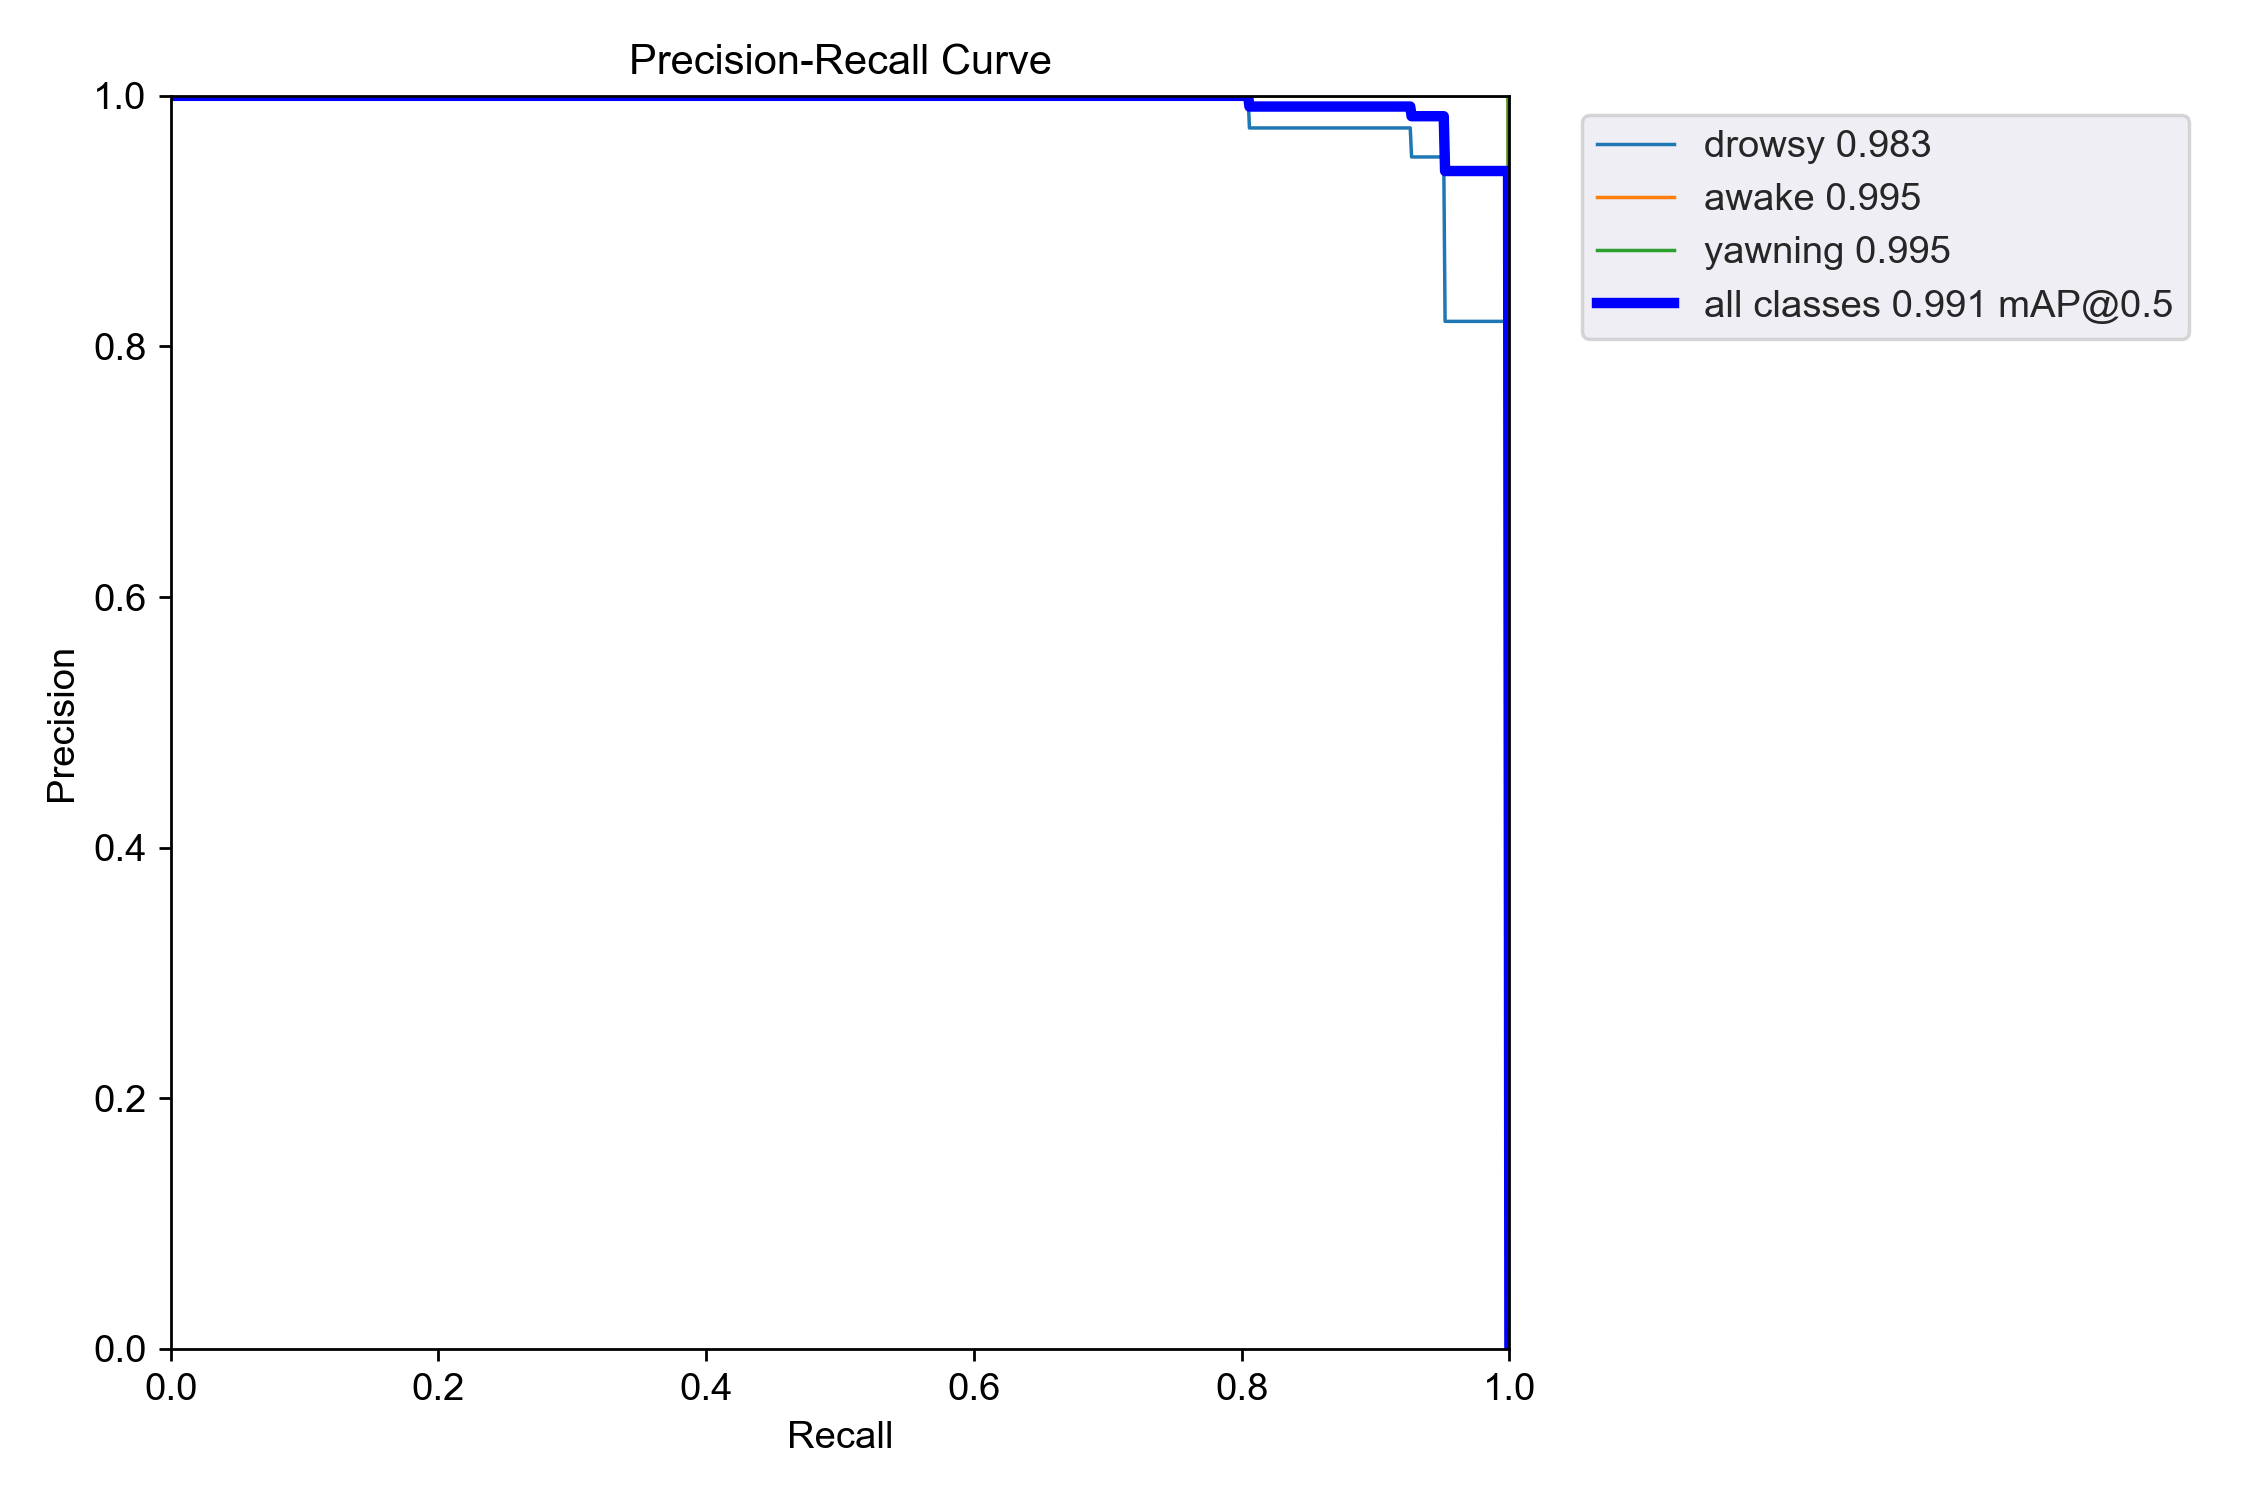 Precision-Recall Curve
1.0
0.8
0.6
0.4
0.2
0.0
Precision
0.0 0.2 0.4 0.6 0.8 1.0
Recall
drowsy 0.983
awake 0.995
yawning 0.995
all classes 0.991 mAP@0.5